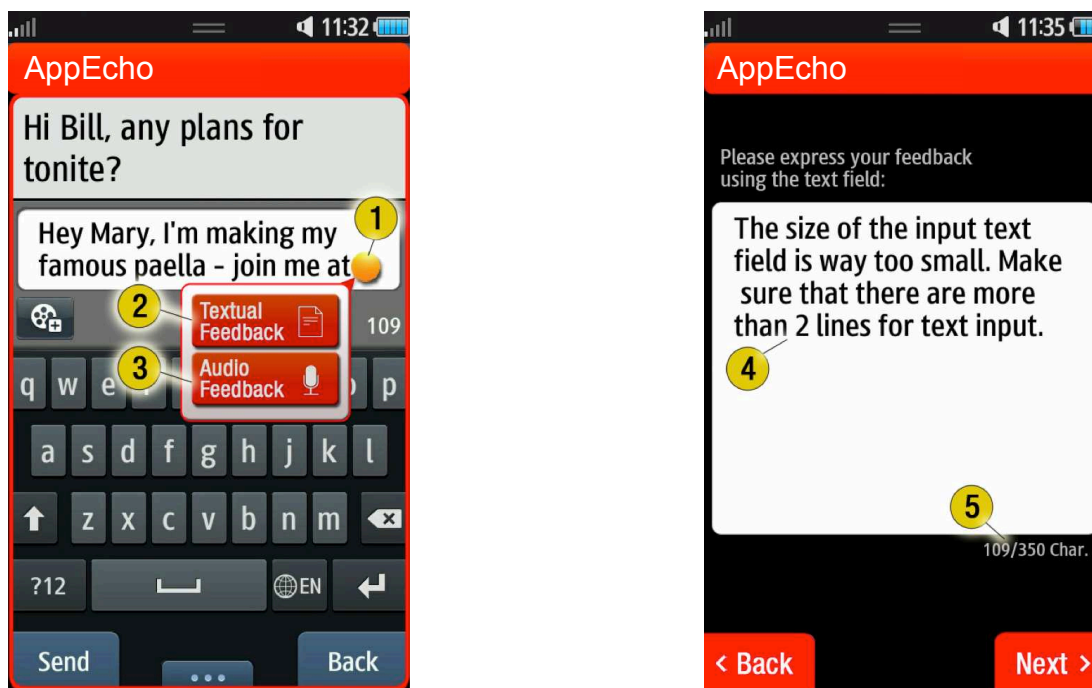 11:32
AppEcho
Hi Bill, any plans for
tonite?
1
Hey Mary, I'm making my
famous paella – join me at
2
Textual
Feedback
109
3
Audio
Feedback
q w e p
a s d f g h j k l
z x c v b n m
?12 EN
Send Back
11:35
AppEcho
Please express your feedback
using the text field:
The size of the input text
field is way too small. Make
sure that there are more
than 2 lines for text input.
4
5
109/350 Char.
< Back Next >